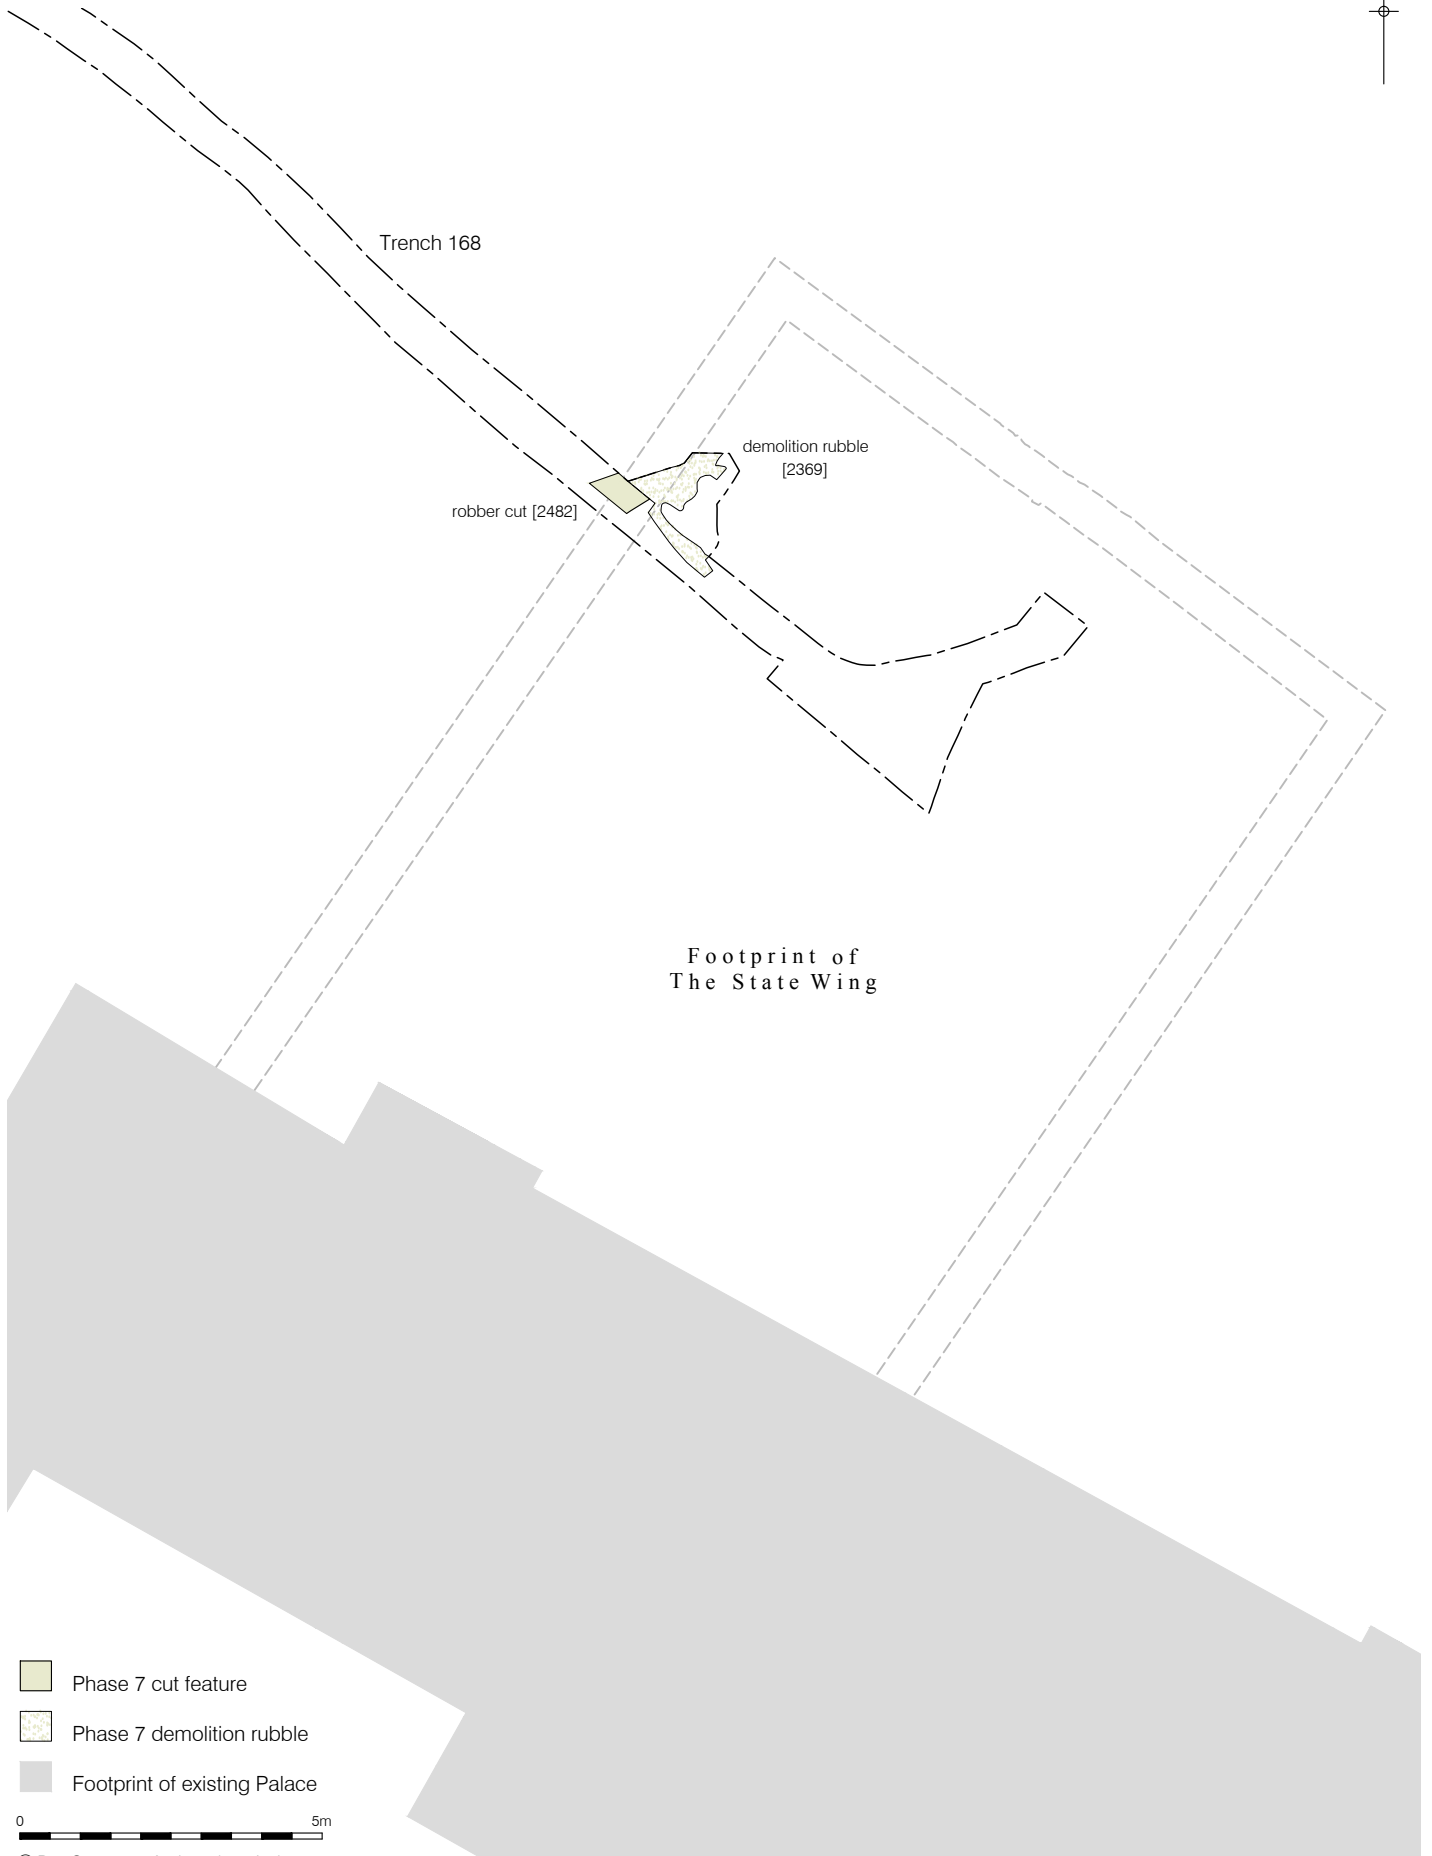 Trench 168
demolition rubble
[2369]
robber cut [2482]
Footprint of
The State Wing
Phase 7 cut feature
Phase 7 demolition rubble
Footprint of existing Palace
0 5m